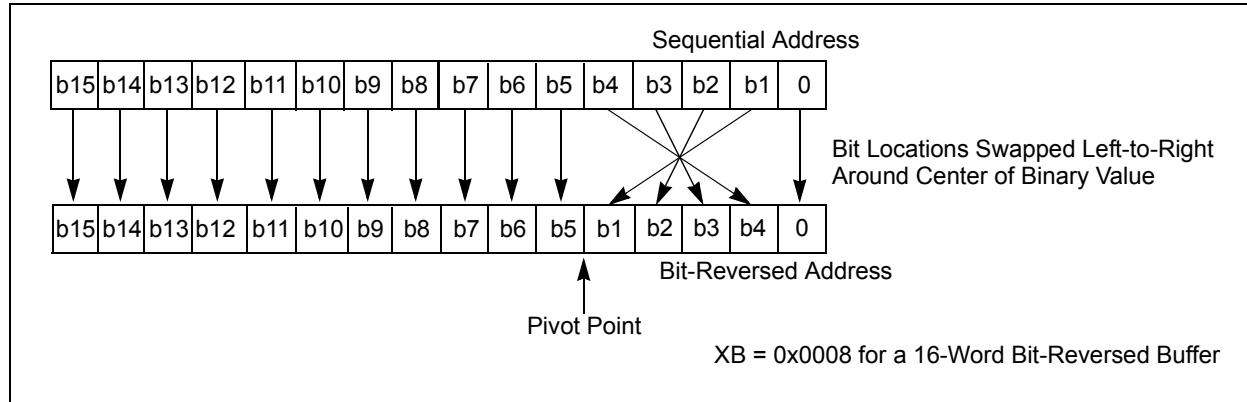 Sequential Address
b15 b14 b13 b12 b11 b10 b9 b8 b7 b6 b5 b4 b3 b2 b1 0
Bit Locations Swapped Left-to-Right
Around Center of Binary Value
b15 b14 b13 b12 b11 b10 b9 b8 b7 b6 b5 b1 b2 b3 b4 0
Bit-Reversed Address
Pivot Point
XB = 0x0008 for a 16-Word Bit-Reversed Buffer